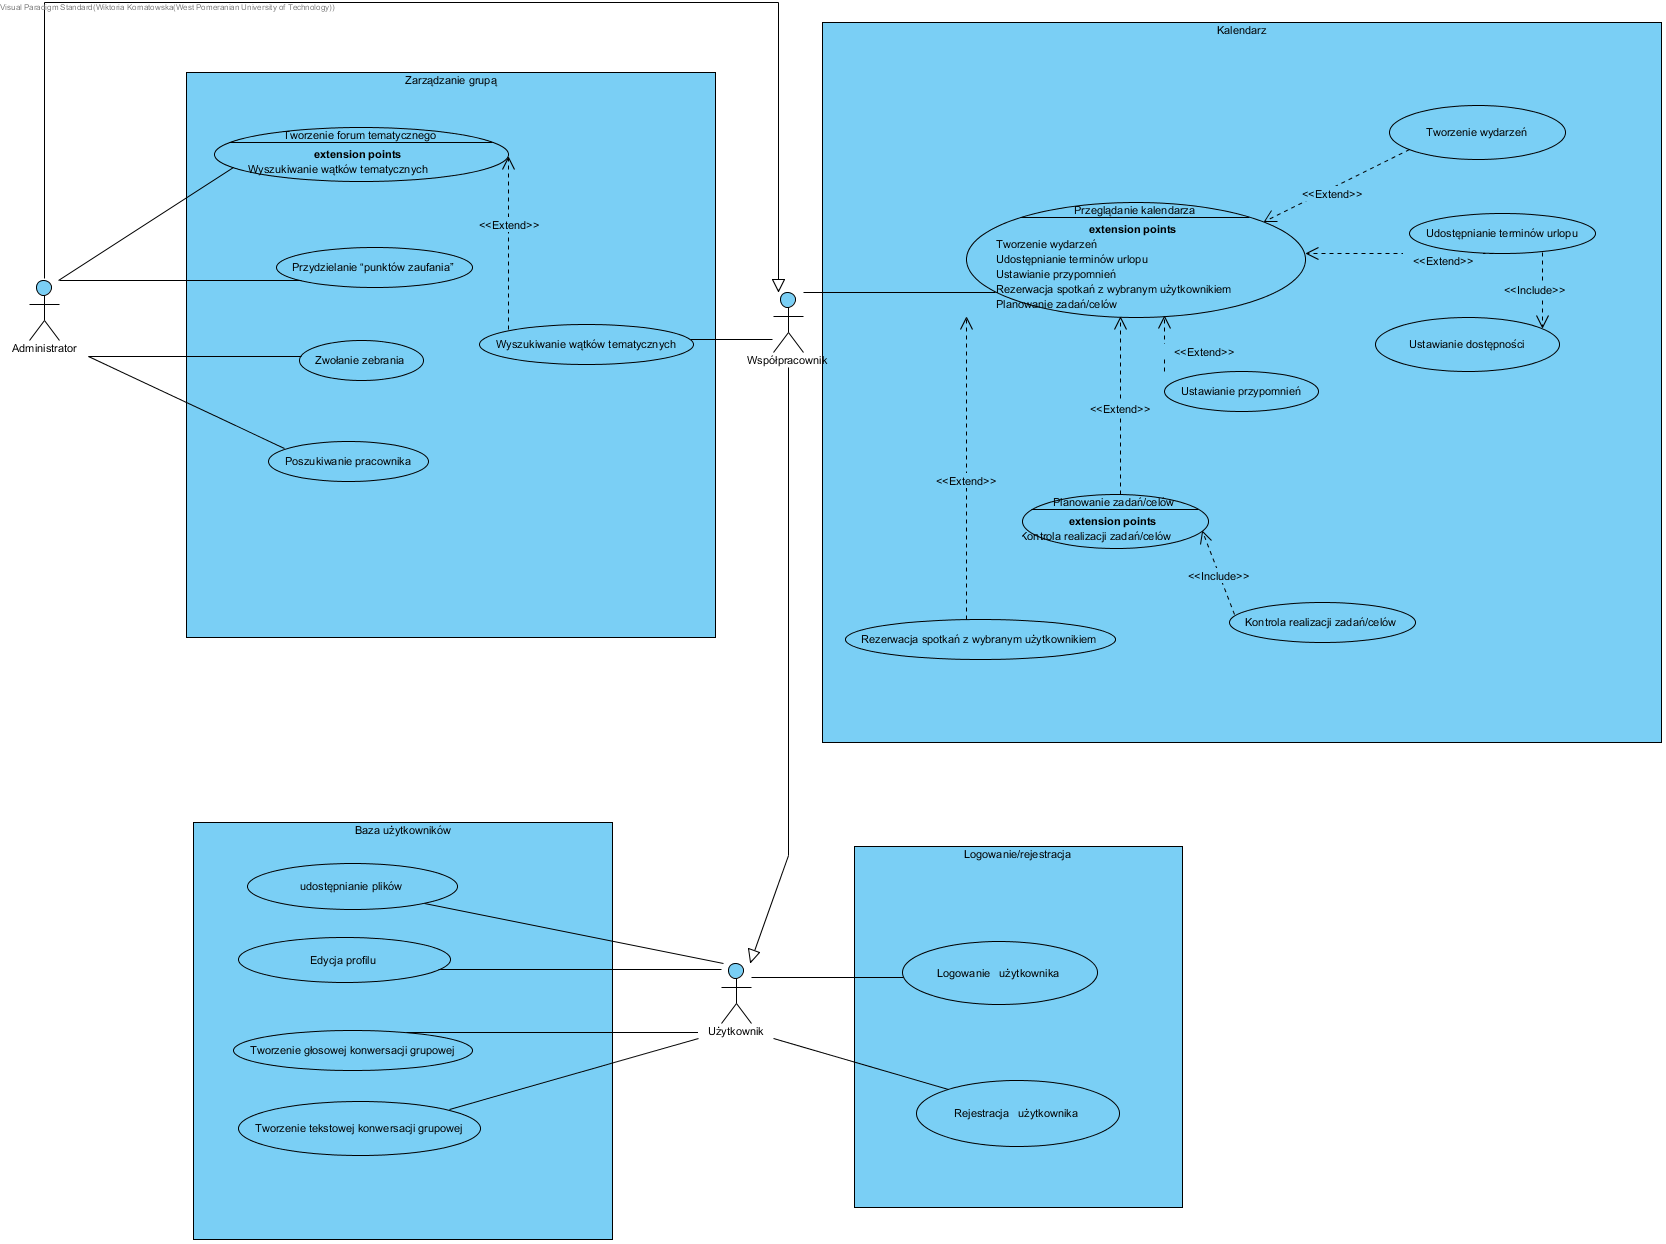 Visual Paradigm Standard(Wiktoria Kornatowska(West Pomeranian University of Technology))
Kalendarz
Zarządzanie grupą
Tworzenie forum tematycznego
extension points
Wyszukiwanie wątków tematycznych
<<Extend>>
Przydzielanie “punktów zaufania”
Wyszukiwanie wątków tematycznych
Zwołanie zebrania
Poszukiwanie pracownika
Administrator
Współpracownik
Tworzenie wydarzeń
<<Extend>>
Przeglądanie kalendarza
extension points
Tworzenie wydarzeń
Udostępnianie terminów urlopu
Ustawianie przypomnień
Rezerwacja spotkań z wybranym użytkownikiem
Planowanie zadań/celów
Udostępnianie terminów urlopu
<<Extend>>
<<Include>>
Ustawianie dostępności
<<Extend>>
Ustawianie przypomnień
<<Extend>>
<<Extend>>
Planowanie zadań/celów
extension points
Kontrola realizacji zadań/celów
<<Include>>
Kontrola realizacji zadań/celów
Rezerwacja spotkań z wybranym użytkownikiem
Baza użytkowników
udostępnianie plików
Edycja profilu
Tworzenie głosowej konwersacji grupowej
Tworzenie tekstowej konwersacji grupowej
Użytkownik
Logowanie/rejestracja
Logowanie użytkownika
Rejestracja użytkownika